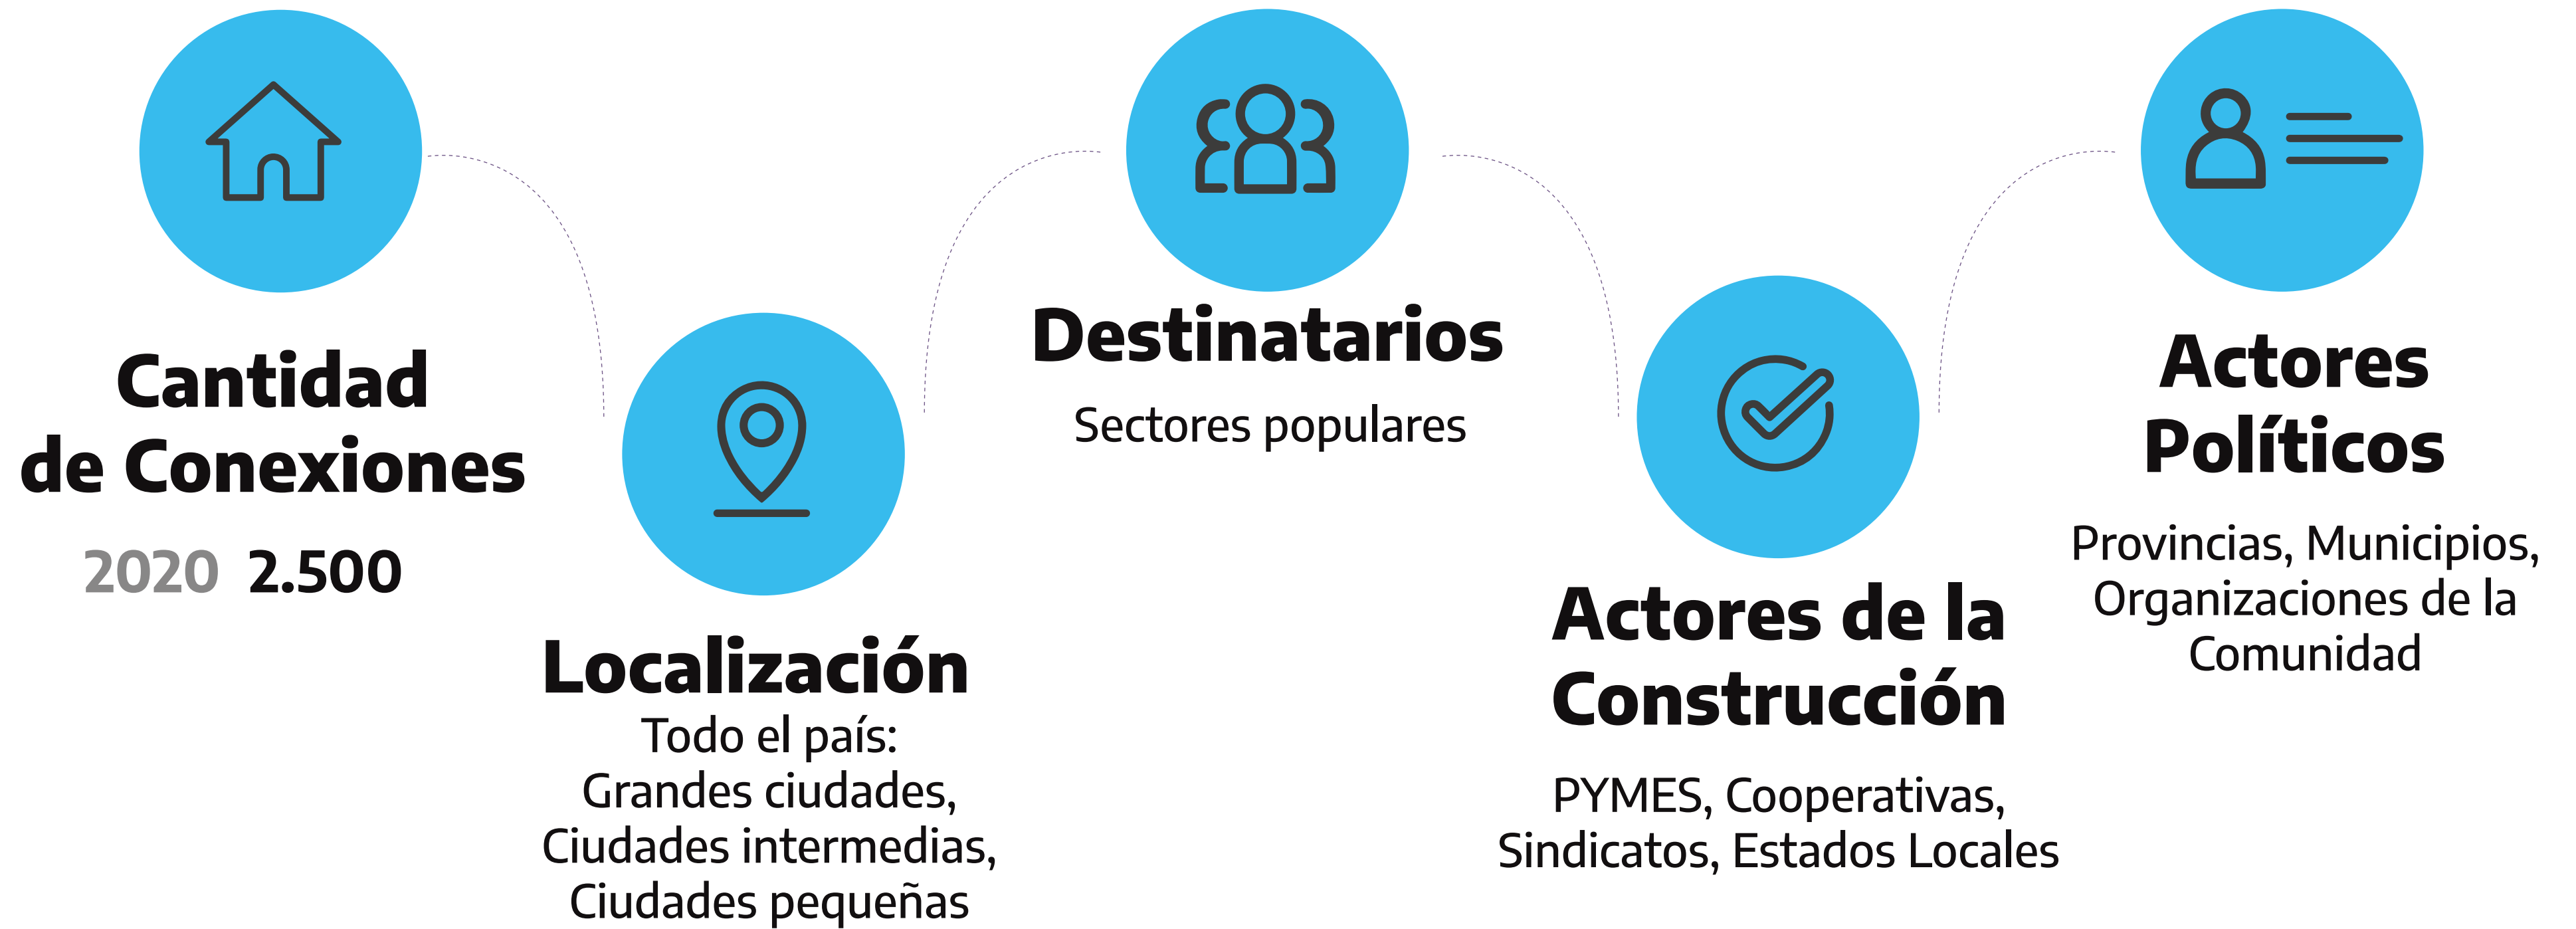 Cantidad
de Conexiones
2020 2.500
Localización
Todo el país:
Grandes ciudades,
Ciudades intermedias,
Ciudades pequeñas
Destinatarios
Sectores populares
Actores de la
Construcción
PYMES, Cooperativas,
Sindicatos, Estados Locales
Actores
Políticos
Provincias, Municipios,
Organizaciones de la
Comunidad